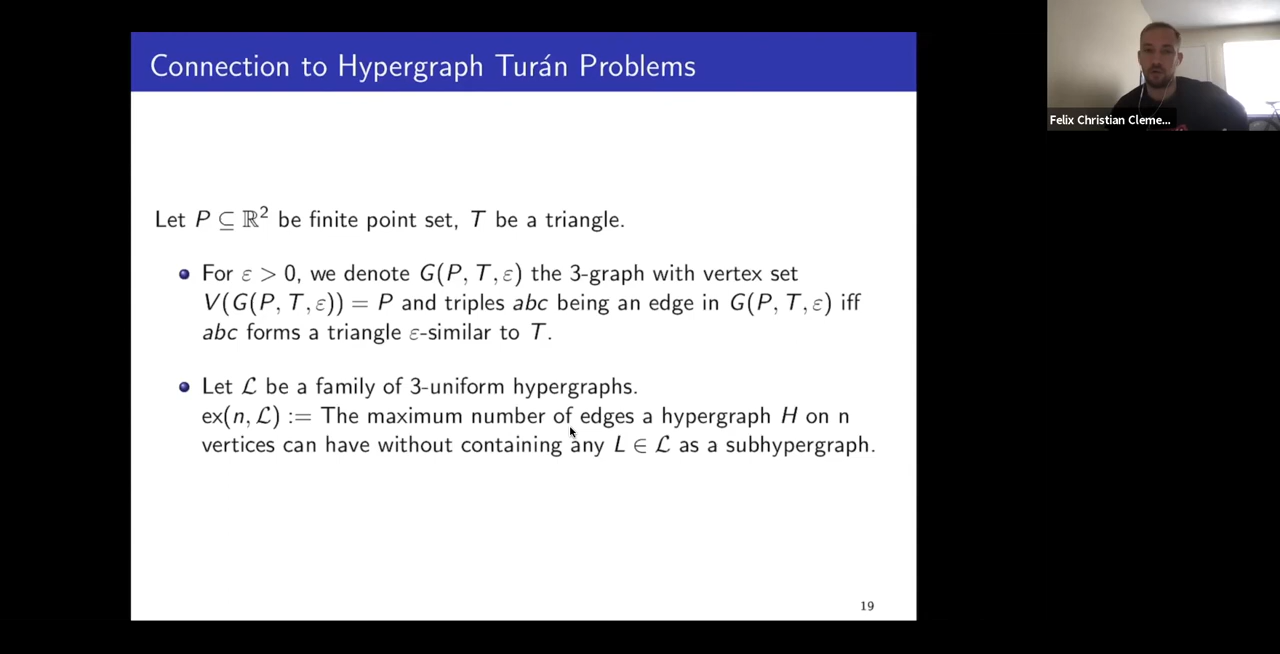 Connection to Hypergraph Turán Problems
Felix Christian Cleme...
Let P ⊆ ℝ² be finite point set, T be a triangle.
For ε > 0, we denote G(P, T, ε) the 3-graph with vertex set
V(G(P, T, ε)) = P and triples abc being an edge in G(P, T, ε) iff
abc forms a triangle ε-similar to T.
Let ℒ be a family of 3-uniform hypergraphs.
ex(n, ℒ) := The maximum number of edges a hypergraph H on n
vertices can have without containing any L ∈ ℒ as a subhypergraph.
19